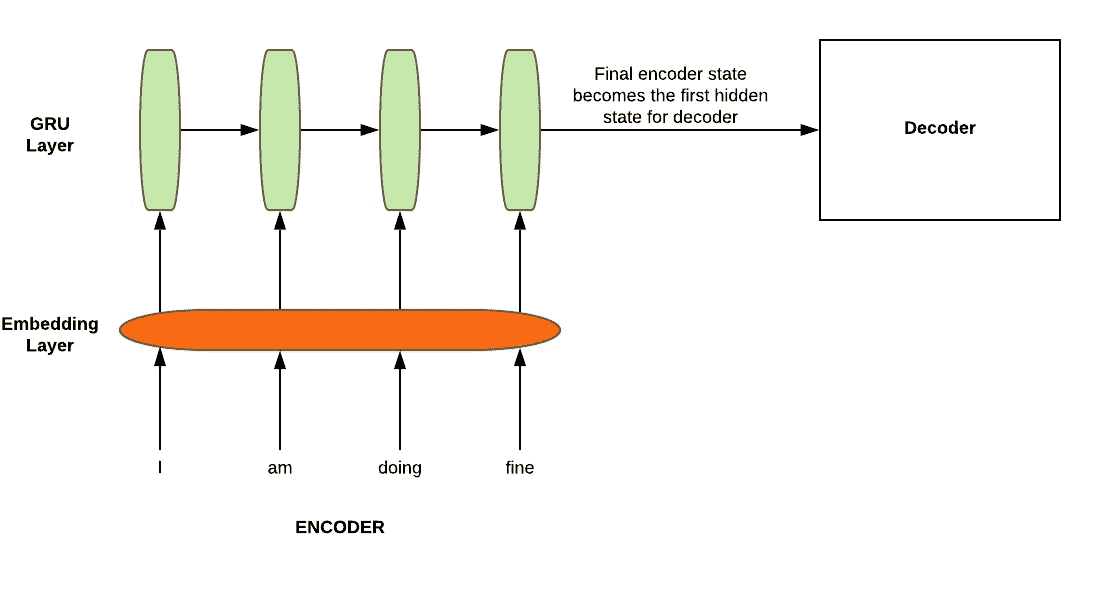 Final encoder state
becomes the first hidden
state for decoder
GRU
Layer
Decoder
Embedding
Layer
I
am
doing
fine
ENCODER